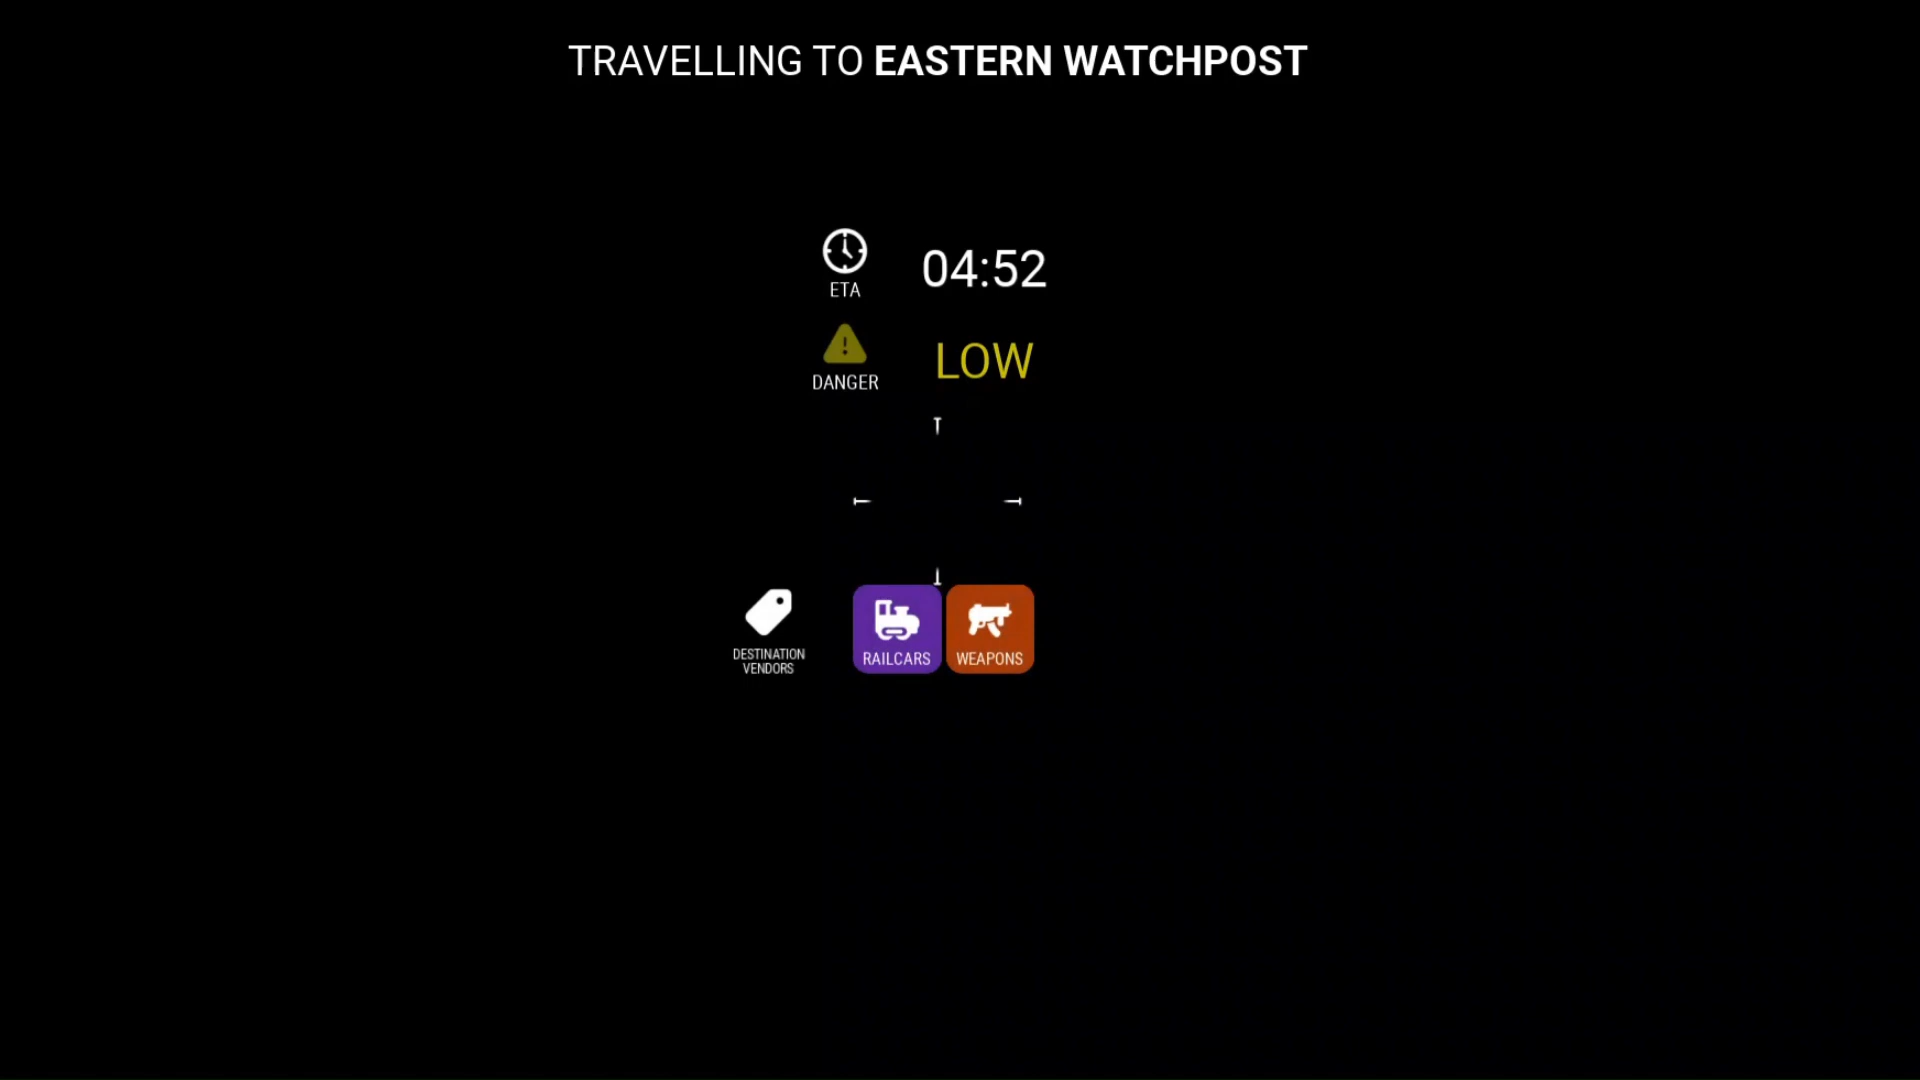 TRAVELLING TO EASTERN WATCHPOST
04:52
ETA
LOW
DANGER
DESTINATION
VENDORS
RAILCARS
WEAPONS